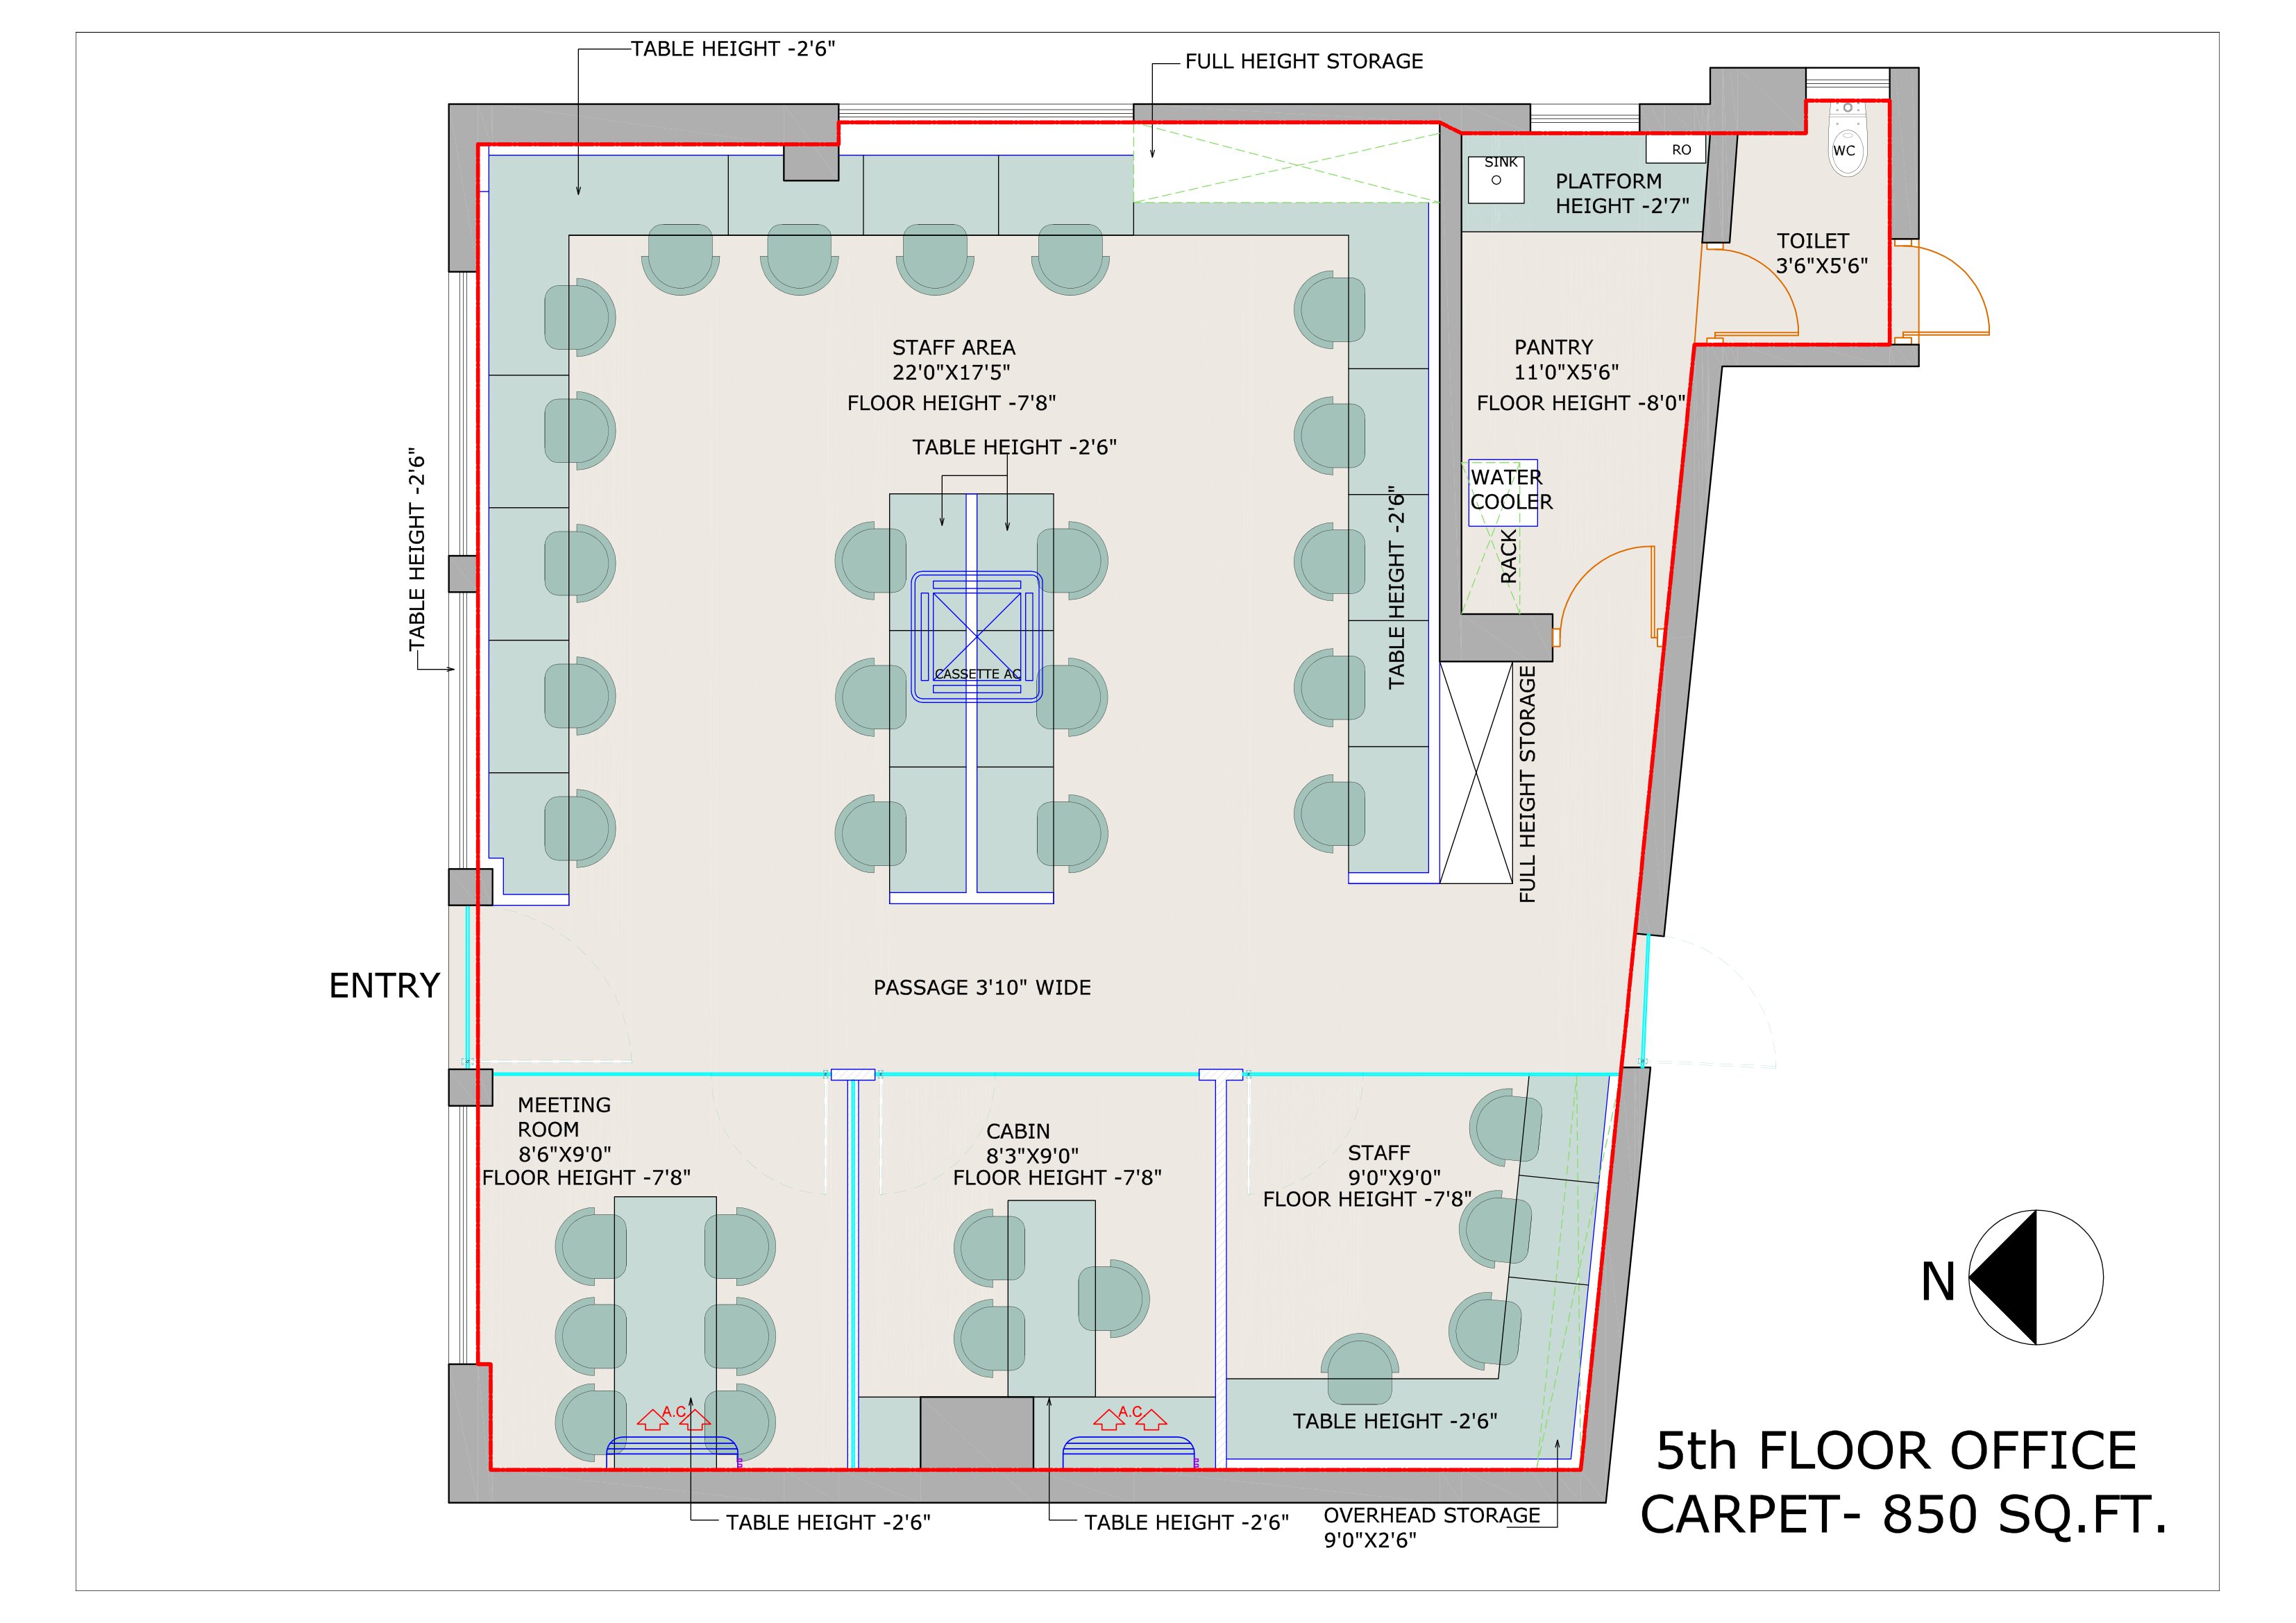 TABLE HEIGHT -2'6"
FULL HEIGHT STORAGE
SINK
RO
WC
PLATFORM
HEIGHT -2'7"
TOILET
3'6"X5'6"
STAFF AREA
22'0"X17'5"
FLOOR HEIGHT -7'8"
PANTRY
11'0"X5'6"
FLOOR HEIGHT -8'0"
TABLE HEIGHT -2'6"
TABLE HEIGHT -2'6"
WATER
COOLER
RACK
TABLE HEIGHT -2'6"
CASSETTE AC
FULL HEIGHT STORAGE
ENTRY
PASSAGE 3'10" WIDE
MEETING
ROOM
8'6"X9'0"
FLOOR HEIGHT -7'8"
CABIN
8'3"X9'0"
FLOOR HEIGHT -7'8"
STAFF
9'0"X9'0"
FLOOR HEIGHT -7'8"
N
A.C
A.C
TABLE HEIGHT -2'6"
TABLE HEIGHT -2'6"
TABLE HEIGHT -2'6"
OVERHEAD STORAGE
9'0"X2'6"
5th FLOOR OFFICE
CARPET- 850 SQ.FT.